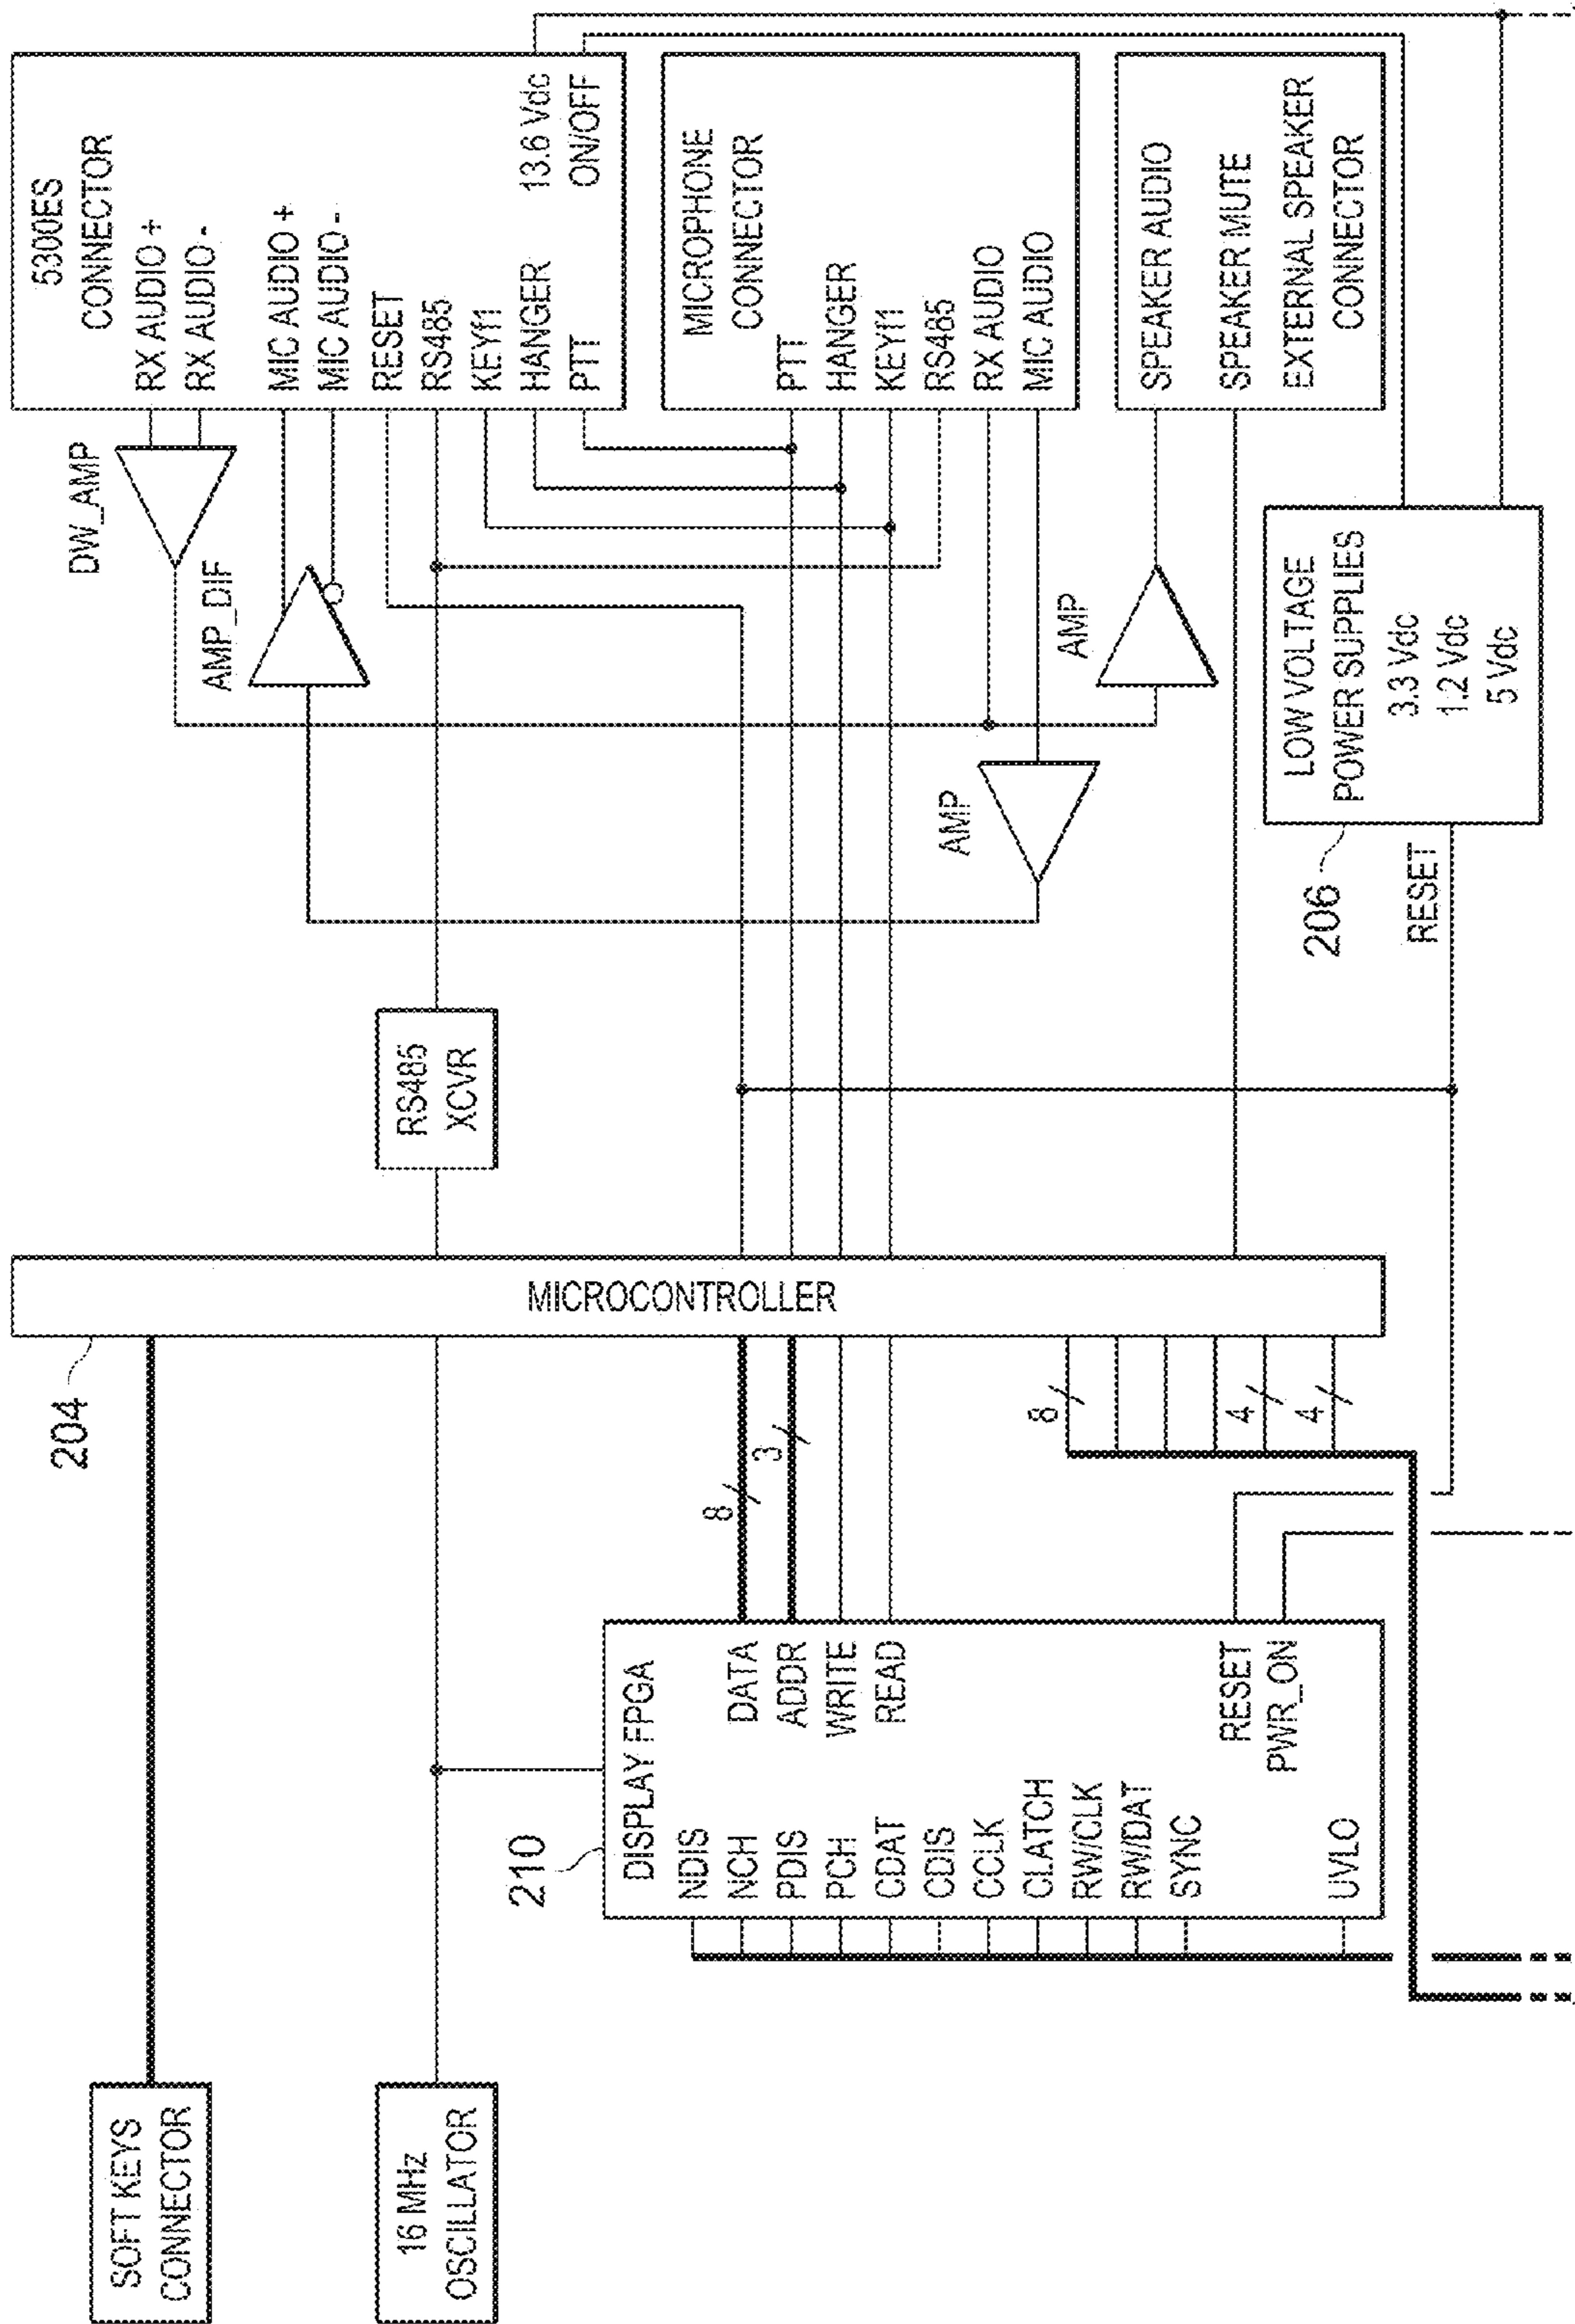 SOFT KEYS
CONNECTOR
16 MHz
OSCILLATOR
204
MICROCONTROLLER
RS485
XCVR
210
DISPLAY FPGA
NDIS
NCH
PDIS
PCH
CDAT
CDIS
CCLK
CLATCH
RW/CLK
RW/DAT
SYNC
UVLO
DATA
ADDR
WRITE
READ
RESET
PWR_ON
8
3
8
4
4
DW_AMP
AMP_DIF
AMP
AMP
5300ES
CONNECTOR
RX AUDIO +
RX AUDIO -
MIC AUDIO +
MIC AUDIO -
RESET
RS485
KEYf1
HANGER
PTT
13.6 Vdc
ON/OFF
MICROPHONE
CONNECTOR
PTT
HANGER
KEYf1
RS485
RX AUDIO
MIC AUDIO
SPEAKER AUDIO
SPEAKER MUTE
EXTERNAL SPEAKER
CONNECTOR
206
RESET
LOW VOLTAGE
POWER SUPPLIES
3.3 Vdc
1.2 Vdc
5 Vdc